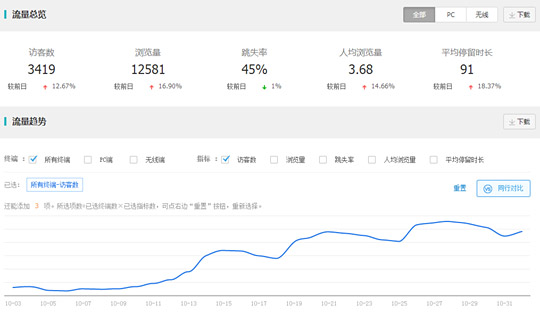 流量总览 全部 PC 无线 下载
访客数 浏览量 跳失率 人均浏览量 平均停留时长
3419 12581 45% 3.68 91
较前日 ↑ 12.67% 较前日 ↑ 16.90% 较前日 ↓ 1% 较前日 ↑ 14.66% 较前日 ↑ 18.37%
流量趋势 下载
终端: 所有终端 PC端 无线端 指标: 访客数 浏览量 跳失率 人均浏览量 平均停留时长
已选: 所有终端-访客数 重置 VS 同行对比
还能添加 3 项。所选项数=已选终端数×已选指标数,可点右边"重置"按钮,重新选择。
10-03 10-05 10-07 10-09 10-11 10-13 10-15 10-17 10-19 10-21 10-23 10-25 10-27 10-29 10-31